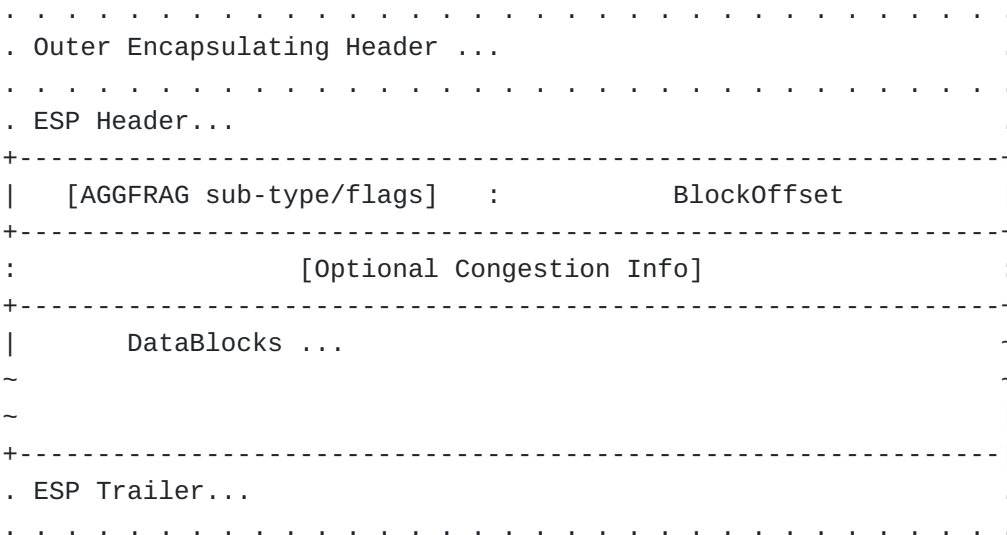 . . . . . . . . . . . . . . . . . . . . . . . . . . . . . . . .
. Outer Encapsulating Header ... .
. . . . . . . . . . . . . . . . . . . . . . . . . . . . . . . .
. ESP Header... .
+---------------------------------------------------------------+
|   [AGGFRAG sub-type/flags]   :           BlockOffset
+---------------------------------------------------------------+
:                  [Optional Congestion Info]                   :
+---------------------------------------------------------------+
|       DataBlocks ...                                          ~
~                                                               ~
~
+---------------------------------------------------------------
. ESP Trailer... .
. . . . . . . . . . . . . . . . . . . . . . . . . . . . . . . .